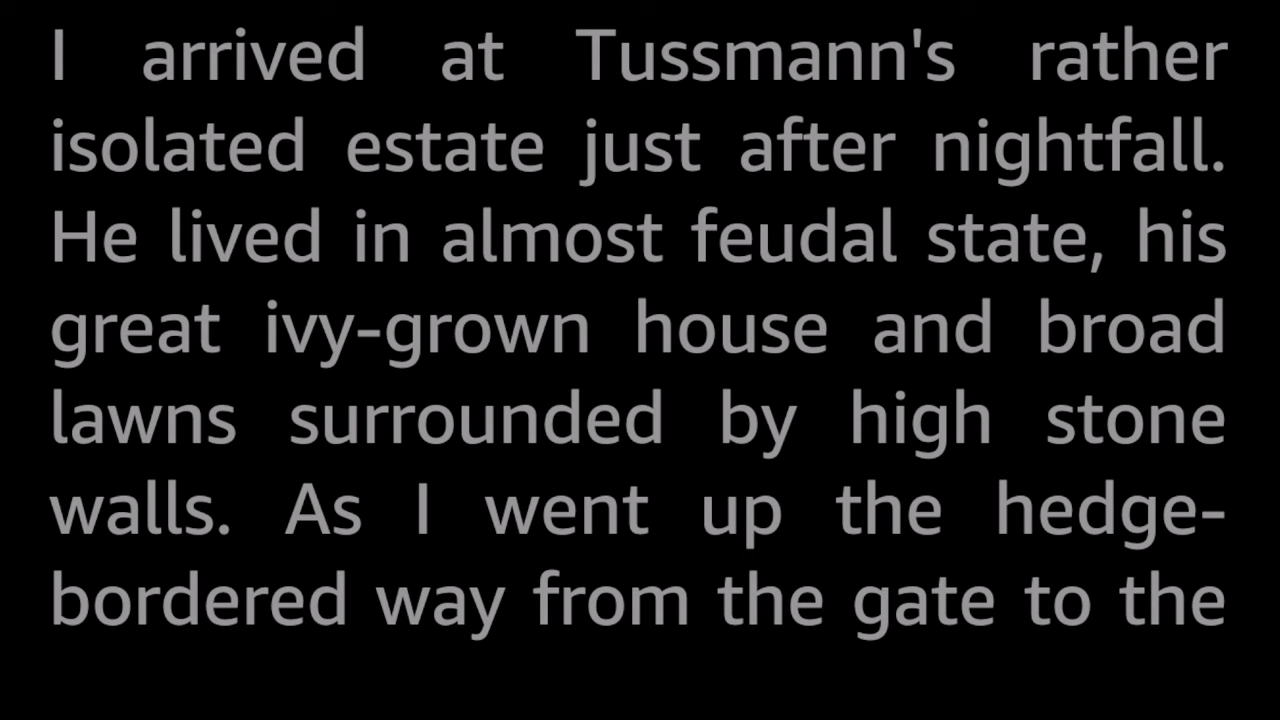 I arrived at Tussmann's rather
isolated estate just after nightfall.
He lived in almost feudal state, his
great ivy-grown house and broad
lawns surrounded by high stone
walls. As I went up the hedge-
bordered way from the gate to the